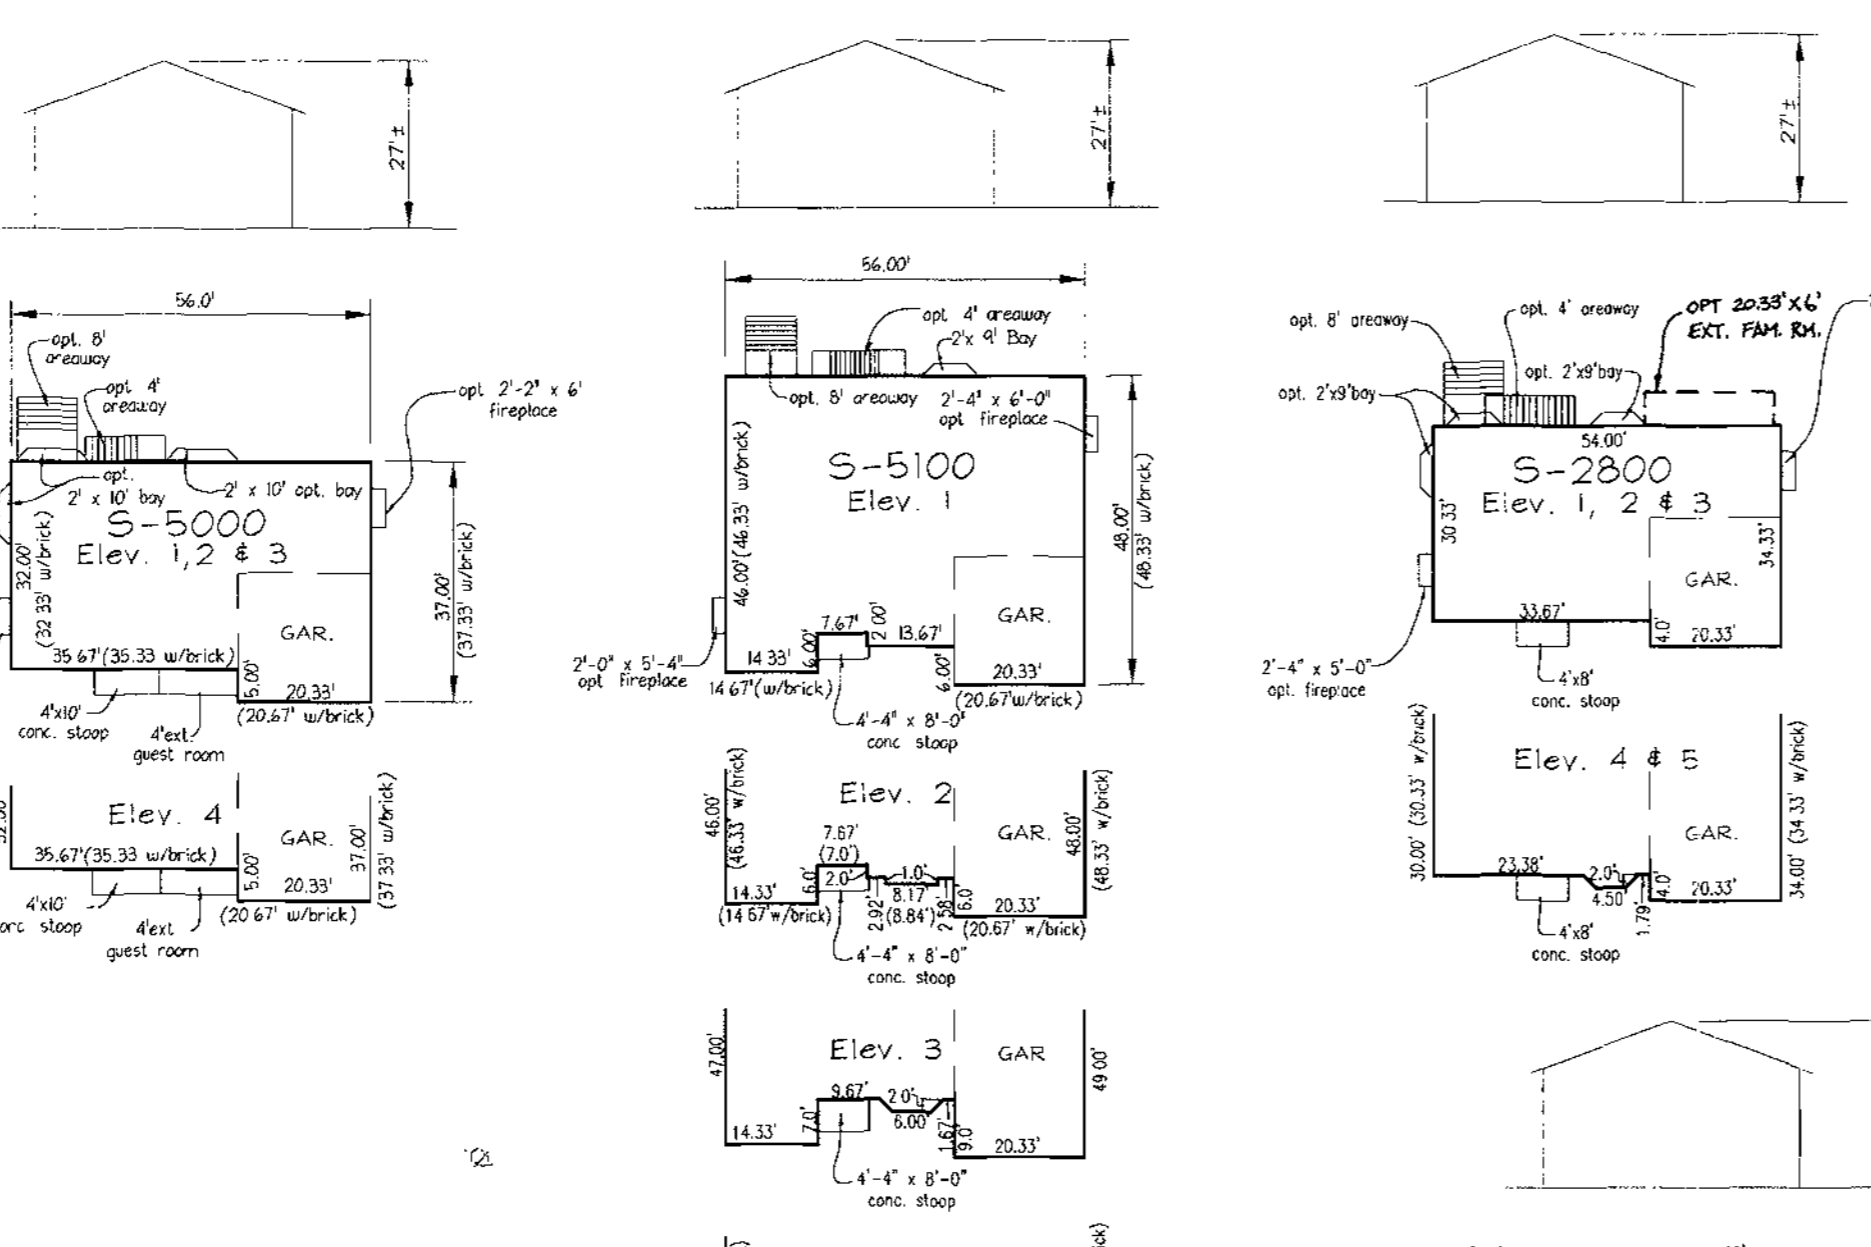 27'±
56.0'
opt. 8'
areaway
opt. 4'
areaway
opt 2'-2" x 6'
fireplace
opt.
2' x 10' bay
2' x 10' opt. bay
S-5000
Elev. 1,2 & 3
32.00'
(32 33' w/brick)
37.00'
(37.33' w/brick)
GAR.
35 67'(35.33 w/brick)
5.00'
20.33'
(20.67' w/brick)
4'x10'
conc. stoop
4'ext.
guest room
Elev. 4
GAR.
37.00'
(37 33' w/brick)
35.67'(35.33 w/brick)
5.00'
20.33'
(20 67' w/brick)
4'x10'
stoop
4'ext
guest room
27'±
56.00'
opt 4' areaway
2'x 9' Bay
opt. 8' areaway
2'-4" x 6'-0"
opt fireplace
S-5100
Elev. 1
46.00'(46.33' w/brick)
48.00'
(48.33' w/brick)
GAR.
7.67'
2 00'
13.67'
6.00'
14 33'
14 67'(w/brick)
6.00'
20.33'
(20.67'w/brick)
2'-0" x 5'-4"
opt fireplace
4'-4" x 8'-0"
conc stoop
Elev. 2
46.00'
(46.33' w/brick)
GAR.
48.00'
(48.33' w/brick)
7.67'
(7.0')
6.0'
2.0'
1.0'
8.17'
(8.84')
2.92'
2.58'
6.0
14.33'
(14 67'w/brick)
20.33'
(20.67' w/brick)
4'-4" x 8'-0"
conc. stoop
47.00'
Elev. 3
GAR
49 00'
9.67'
2 0'
6.00'
7.0'
1.67'
9.0'
14.33'
20.33'
4'-4" x 8'-0"
conc. stoop
27'±
opt. 8' areaway
opt. 4' areaway
OPT 20.33'X6'
EXT. FAM. RM.
opt. 2'x9'bay
opt. 2'x9'bay
54.00'
S-2800
Elev. 1, 2 & 3
30 33'
34.33'
GAR.
33.67'
4.0'
20.33'
2'-4" x 5'-0"
opt. fireplace
4'x8'
conc. stoop
30.00' (30.33' w/brick)
Elev. 4 & 5
34.00' (34 33' w/brick)
GAR.
23.38'
2.0'
4.50'
1.79'
4.0'
20.33'
4'x8'
conc. stoop